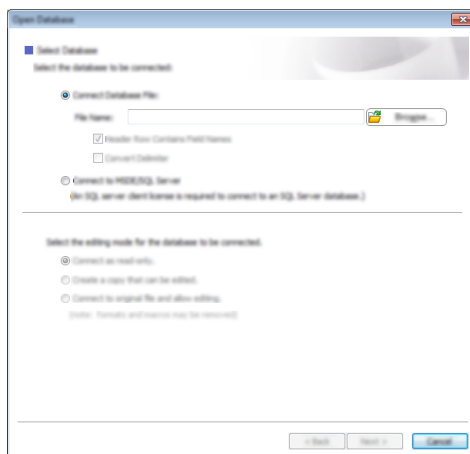 Open Database
Select Database
Select the database to be connected:
Connect Database File:
File Name:
Browse...
Header Row Contains Field Names
Convert Delimiter
Connect to MSDE/SQL Server
(An SQL server client license is required to connect to an SQL Server database.)
Select the editing mode for the database to be connected.
Connect as read-only.
Create a copy that can be edited.
Connect to original file and allow editing.
(note: formats and macros may be removed)
< Back
Next >
Cancel